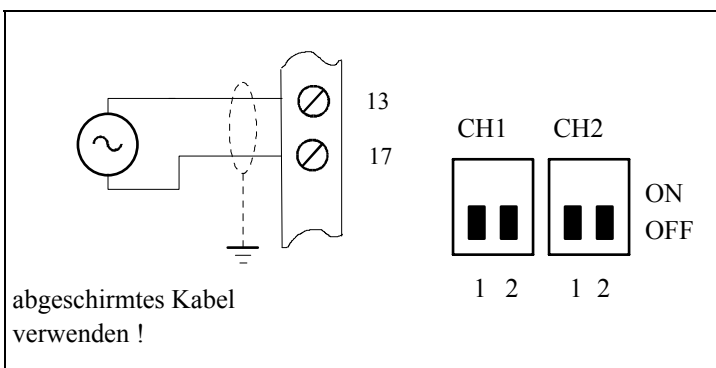 13
17
CH1 CH2
ON
OFF
1 2 1 2
abgeschirmtes Kabel
verwenden !